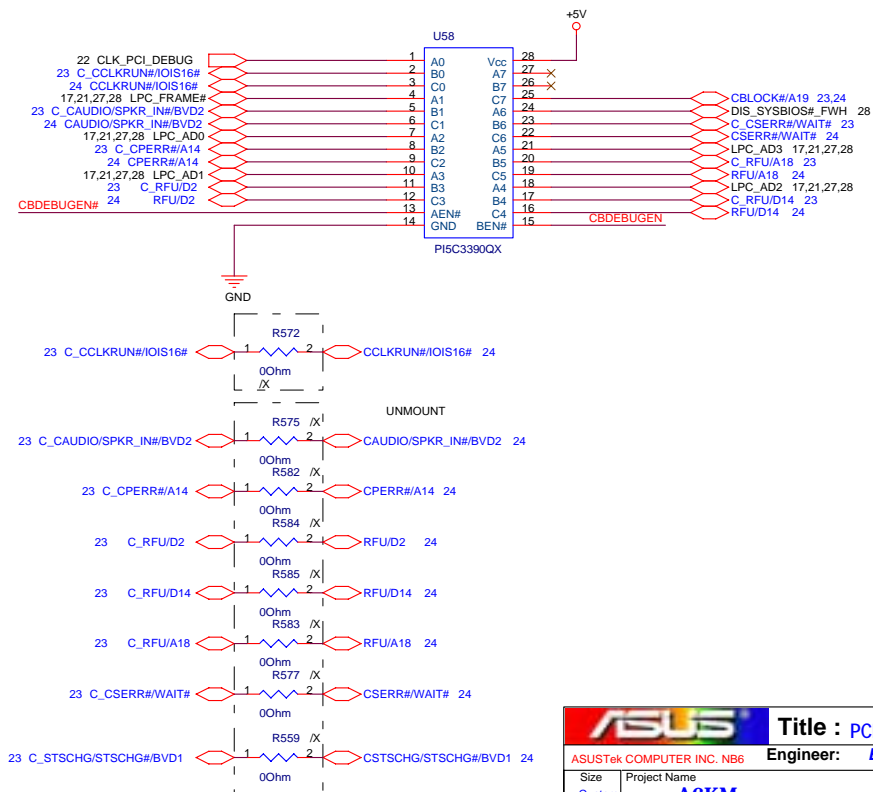 +5V
U58
22 CLK_PCI_DEBUG 1 A0 Vcc 28
23 C_CCLKRUN#/IOIS16# 2 B0 A7 27
24 CCLKRUN#/IOIS16# 3 C0 B7 26
17,21,27,28 LPC_FRAME# 4 A1 C7 25 CBLOCK#/A19 23,24
23 C_CAUDIO/SPKR_IN#/BVD2 5 B1 A6 24 DIS_SYSBIOS#_FWH 28
24 CAUDIO/SPKR_IN#/BVD2 6 C1 B6 23 C_CSERR#/WAIT# 23
17,21,27,28 LPC_AD0 7 A2 C6 22 CSERR#/WAIT# 24
23 C_CPERR#/A14 8 B2 A5 21 LPC_AD3 17,21,27,28
24 CPERR#/A14 9 C2 B5 20 C_RFU/A18 23
17,21,27,28 LPC_AD1 10 A3 C5 19 RFU/A18 24
23 C_RFU/D2 11 B3 A4 18 LPC_AD2 17,21,27,28
24 RFU/D2 12 C3 B4 17 C_RFU/D14 23
CBDEBUGEN# 13 AEN# C4 16 RFU/D14 24
14 GND BEN# 15 CBDEBUGEN
PI5C3390QX
GND
R572
23 C_CCLKRUN#/IOIS16# 1 2 CCLKRUN#/IOIS16# 24
0Ohm
/X
UNMOUNT
R575 /X
23 C_CAUDIO/SPKR_IN#/BVD2 1 2 CAUDIO/SPKR_IN#/BVD2 24
0Ohm
R582 /X
23 C_CPERR#/A14 1 2 CPERR#/A14 24
0Ohm
R584 /X
23 C_RFU/D2 1 2 RFU/D2 24
0Ohm
R585 /X
23 C_RFU/D14 1 2 RFU/D14 24
0Ohm
R583 /X
23 C_RFU/A18 1 2 RFU/A18 24
0Ohm
R577 /X
23 C_CSERR#/WAIT# 1 2 CSERR#/WAIT# 24
0Ohm
R559 /X
23 C_STSCHG/STSCHG#/BVD1 1 2 CSTSCHG/STSCHG#/BVD1 24
0Ohm
ASUS Title : PC
ASUSTek COMPUTER INC. NB6 Engineer:
Size Project Name